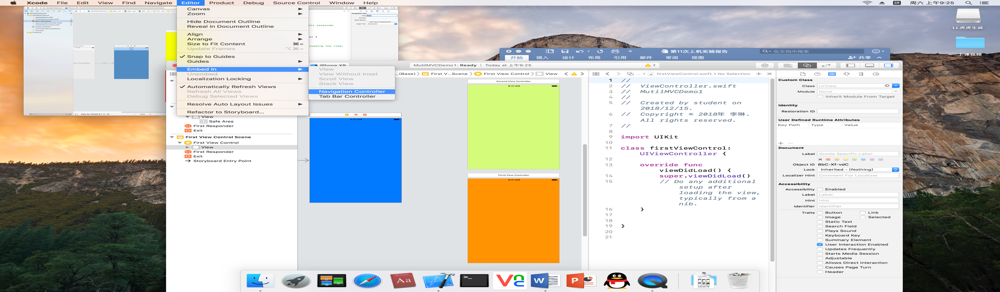 Xcode File Edit View Find Navigate Editor Product Debug Source Control Window Help
拼 周六 上午9:25
Canvas
Zoom
Hide Document Outline
Reveal in Document Outline
Align
Arrange
Size to Fit Content ⌘=
Update Frames ⌥⌘=
✓ Snap to Guides
Guides
Embed In
Unembed
Localization Locking
✓ Automatically Refresh Views
Refresh All Views
Debug Selected Views
Resolve Auto Layout Issues
Refactor to Storyboard...
View
View Without Inset
Scroll View
Stack View
Navigation Controller
Tab Bar Controller
LL虎虎生威
上课视频
第11次上机实验报告
在文档中搜索
开始 插入 设计 布局 引用 邮件 审阅 视图
共享
iPhone XR
MutilMVCDemo1: Ready | Today at 上午9:25
2
...(Base) First V...Scene First View Controller View
... firstViewControl.swift No Selection
View
Safe Area
First Responder
Exit
First View Control Scene
First View Control
View
First Responder
Exit
Storyboard Entry Point
9:41 AM
Second View Controller
9:41 AM
Thrid View Controller
9:41 AM
1 //
2 // ViewController.swift
3 // MutilMVCDemo1
4 //
5 // Created by student on
2018/12/15.
6 // Copyright © 2018年 李琳.
All rights reserved.
7 //
8
9 import UIKit
10
11 class firstViewControl:
UIViewController {
12
13 override func
viewDidLoad() {
14 super.viewDidLoad()
15 // Do any additional
setup after
loading the view,
typically from a
nib.
16 }
17
18
19 }
20
21
Custom Class
Class UIView
Module None
Inherit Module From Target
Identity
Restoration ID
User Defined Runtime Attributes
Key Path Type Value
Document
Label Xcode Specific Label
Object ID 8bC-Xf-vdC
Lock Inherited - (Nothing)
Localizer Hint Comment For Localizer
Accessibility
Accessibility Enabled
Label Label
Hint Hint
Identifier Identifier
Traits Button Link
Image Selected
Static Text
Search Field
Plays Sound
Keyboard Key
Summary Element
User Interaction Enabled
Updates Frequently
Starts Media Session
Adjustable
Allows Direct Interaction
Causes Page Turn
Header
Dictionary
Aa
W
P
DOCX